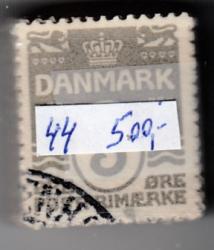 DANMARK
44 500,-
ØRE
FRIMÆRKE